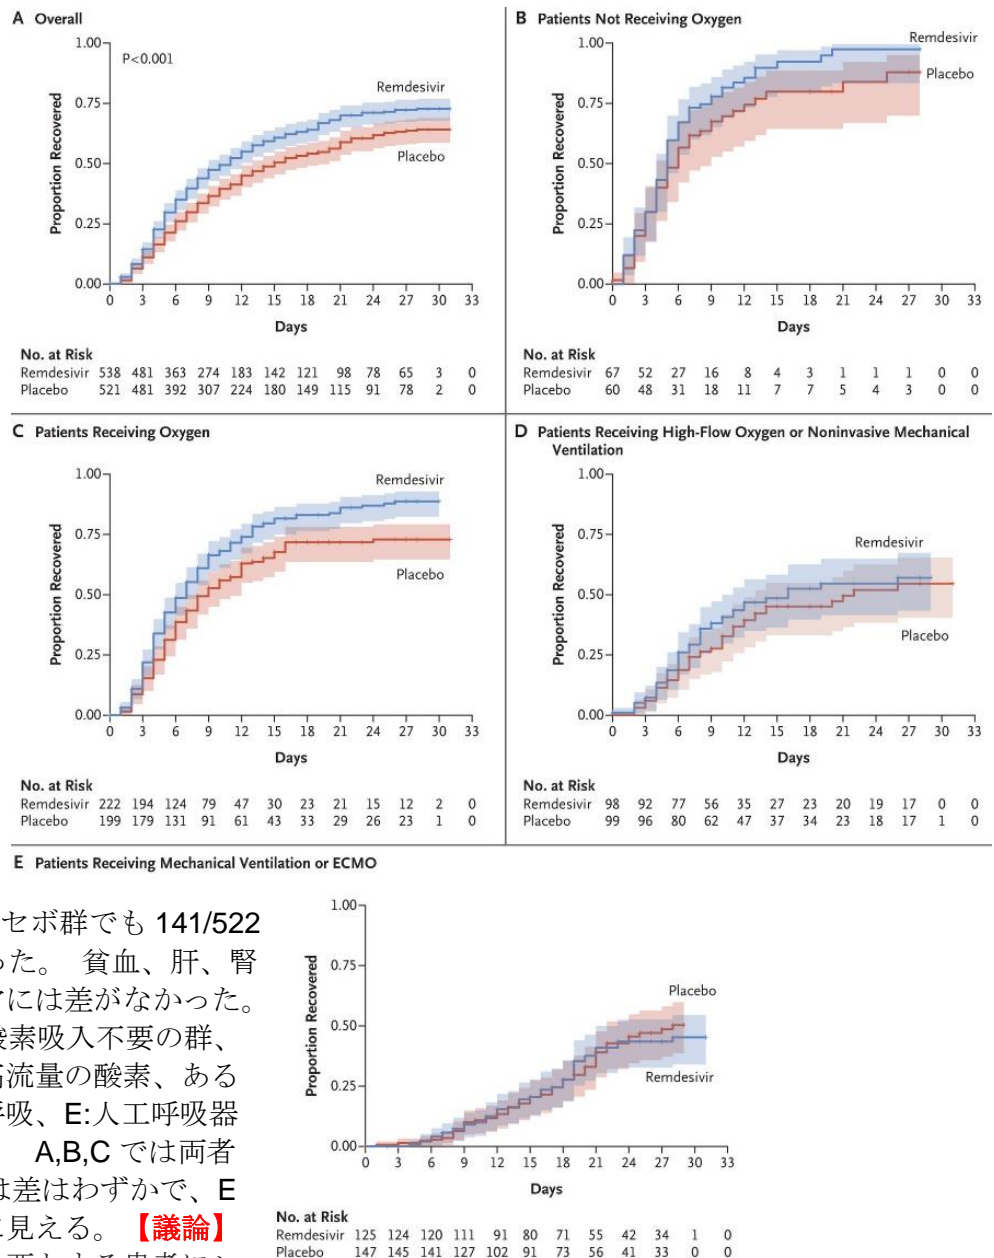 A Overall
1.00
P<0.001
0.75
0.50
0.25
0.00
Proportion Recovered
Remdesivir
Placebo
0 3 6 9 12 15 18 21 24 27 30 33
Days
No. at Risk
Remdesivir 538 481 363 274 183 142 121 98 78 65 3 0
Placebo 521 481 392 307 224 180 149 115 91 78 2 0
B Patients Not Receiving Oxygen
1.00
0.75
0.50
0.25
0.00
Proportion Recovered
Remdesivir
Placebo
0 3 6 9 12 15 18 21 24 27 30 33
Days
No. at Risk
Remdesivir 67 52 27 16 8 4 3 1 1 1 0 0
Placebo 60 48 31 18 11 7 7 5 4 3 0 0
C Patients Receiving Oxygen
1.00
0.75
0.50
0.25
0.00
Proportion Recovered
Remdesivir
Placebo
0 3 6 9 12 15 18 21 24 27 30 33
Days
No. at Risk
Remdesivir 222 194 124 79 47 30 23 21 15 12 2 0
Placebo 199 179 131 91 61 43 33 29 26 23 1 0
D Patients Receiving High-Flow Oxygen or Noninvasive Mechanical
Ventilation
1.00
0.75
0.50
0.25
0.00
Proportion Recovered
Remdesivir
Placebo
0 3 6 9 12 15 18 21 24 27 30 33
Days
No. at Risk
Remdesivir 98 92 77 56 35 27 23 20 19 17 0 0
Placebo 99 96 80 62 47 37 34 23 18 17 1 0
E Patients Receiving Mechanical Ventilation or ECMO
セボ群でも 141/522
った。 貧血、肝、腎
には差がなかった。
酸素吸入不要の群、
高流量の酸素、ある
呼吸、E:人工呼吸器
A,B,C では両者
は差はわずかで、E
に見える。【議論】
1.00
0.75
0.50
0.25
0.00
Proportion Recovered
Placebo
Remdesivir
0 3 6 9 12 15 18 21 24 27 30 33
Days
No. at Risk
Remdesivir 125 124 120 111 91 80 71 55 42 34 1 0
Placebo 147 145 141 127 102 91 73 56 41 33 0 0